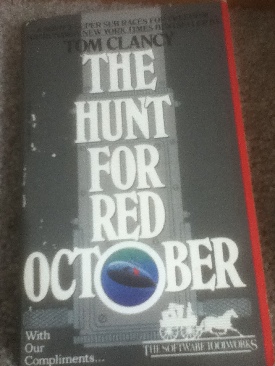 TOM CLANCY
THE
HUNT
FOR
RED
OCTOBER
With
Our
Compliments...
THE SOFTWARE TOOLWORKS